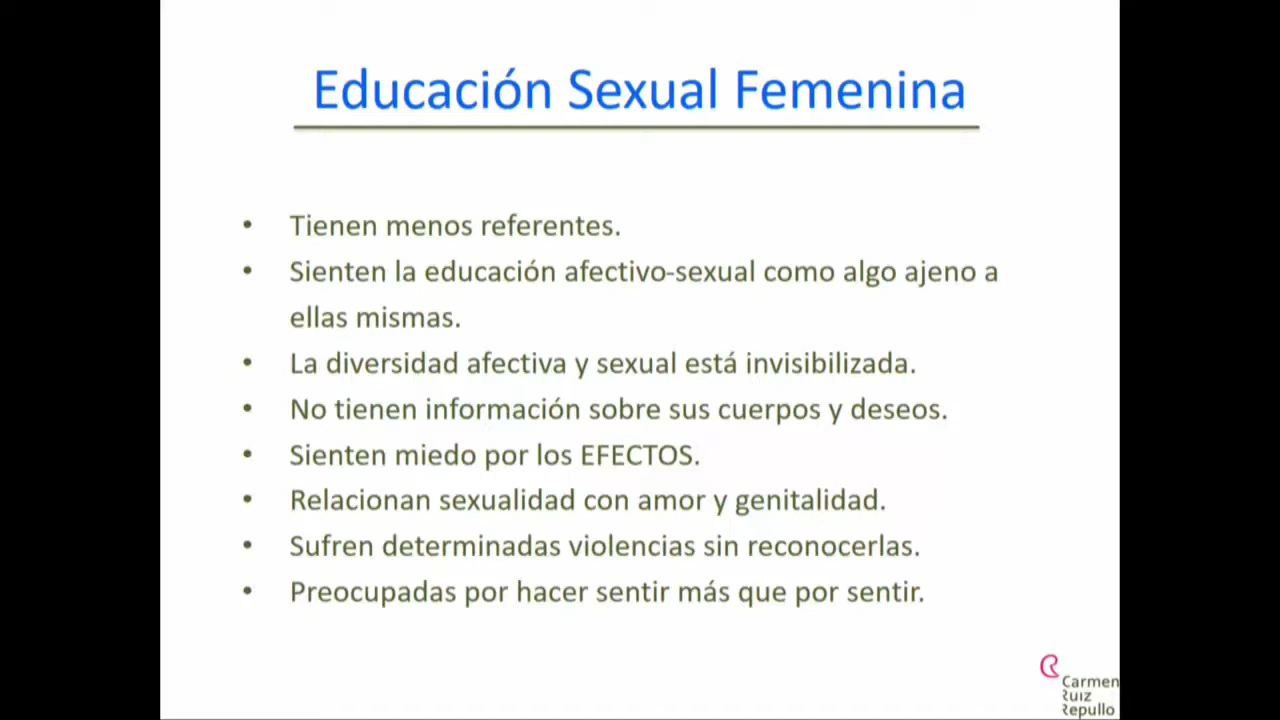 Educación Sexual Femenina
• Tienen menos referentes.
• Sienten la educación afectivo-sexual como algo ajeno a
ellas mismas.
• La diversidad afectiva y sexual está invisibilizada.
• No tienen información sobre sus cuerpos y deseos.
• Sienten miedo por los EFECTOS.
• Relacionan sexualidad con amor y genitalidad.
• Sufren determinadas violencias sin reconocerlas.
• Preocupadas por hacer sentir más que por sentir.
Carmen
Ruiz
Repullo